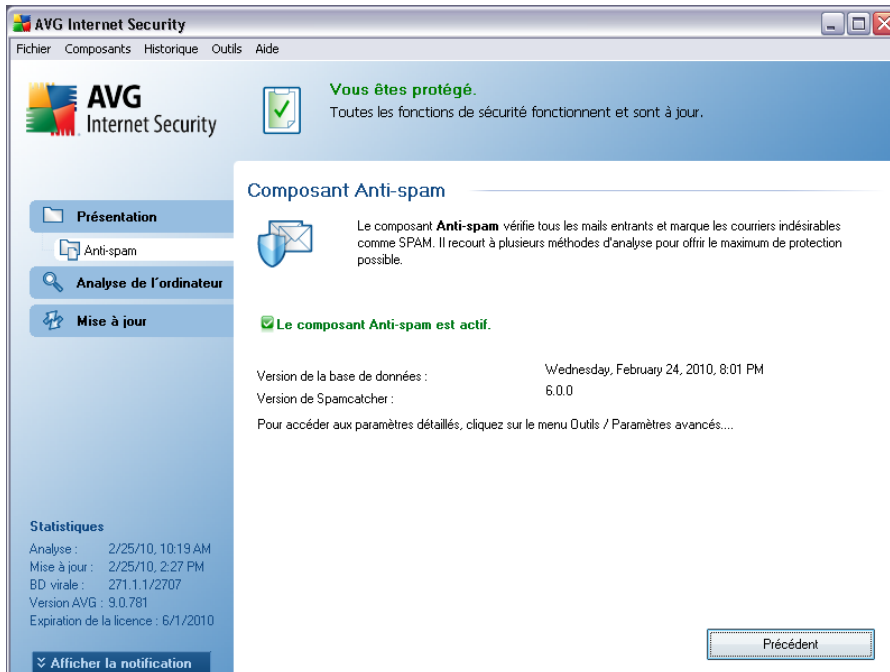 AVG Internet Security
Fichier Composants Historique Outils Aide
AVG
Internet Security
Vous êtes protégé.
Toutes les fonctions de sécurité fonctionnent et sont à jour.
Présentation
Anti-spam
Analyse de l'ordinateur
Mise à jour
Composant Anti-spam
Le composant Anti-spam vérifie tous les mails entrants et marque les courriers indésirables
comme SPAM. Il recourt à plusieurs méthodes d'analyse pour offrir le maximum de protection
possible.
Le composant Anti-spam est actif.
Version de la base de données : Wednesday, February 24, 2010, 8:01 PM
Version de Spamcatcher : 6.0.0
Pour accéder aux paramètres détaillés, cliquez sur le menu Outils / Paramètres avancés....
Statistiques
Analyse : 2/25/10, 10:19 AM
Mise à jour : 2/25/10, 2:27 PM
BD virale : 271.1.1/2707
Version AVG : 9.0.781
Expiration de la licence : 6/1/2010
Afficher la notification
Précédent